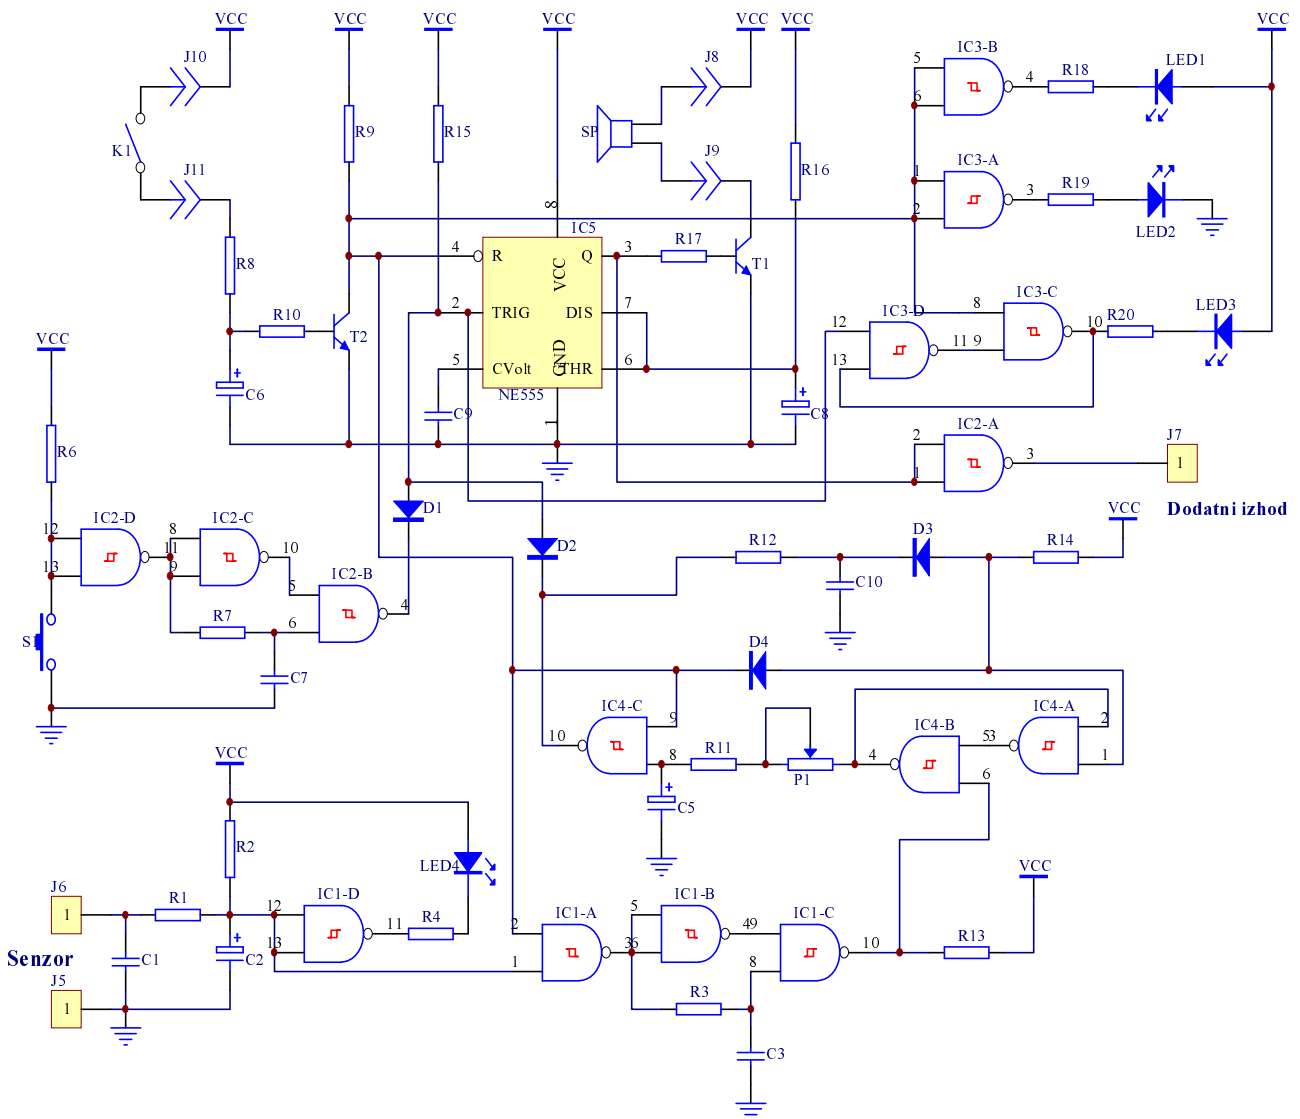 VCC VCC VCC VCC VCC VCC VCC
J10 J8 IC3-B LED1
5 4 R18
6
K1 R9 R15 SP
J11 J9 R16 IC3-A
1 3 R19
2
LED2
8 IC5
R8 4 R Q 3 R17 T1
VCC
R10 T2 2 TRIG DIS 7 12 IC3-D 8 IC3-C LED3
10 R20
VCC 11 9
13
+ C6 5 CVolt GND THR 6 + C8
NE555
C9 1 2 IC2-A J7
R6 3 1
1
D1 VCC Dodatni izhod
12 IC2-D 8 IC2-C D2 R12 D3 R14
11 10
13 9 C10
5 IC2-B
4
R7 6
S1 D4
C7
IC4-C 9 IC4-B IC4-A 2
10 8 R11 P1 4 53 1
6
VCC + C5
R2 LED4 VCC
J6 R1 12 IC1-D 5 IC1-B IC1-C
1 11 R4 2 IC1-A 49 10 R13
+ 13 36
Senzor C1 C2 1 8
J5 R3
1
C3